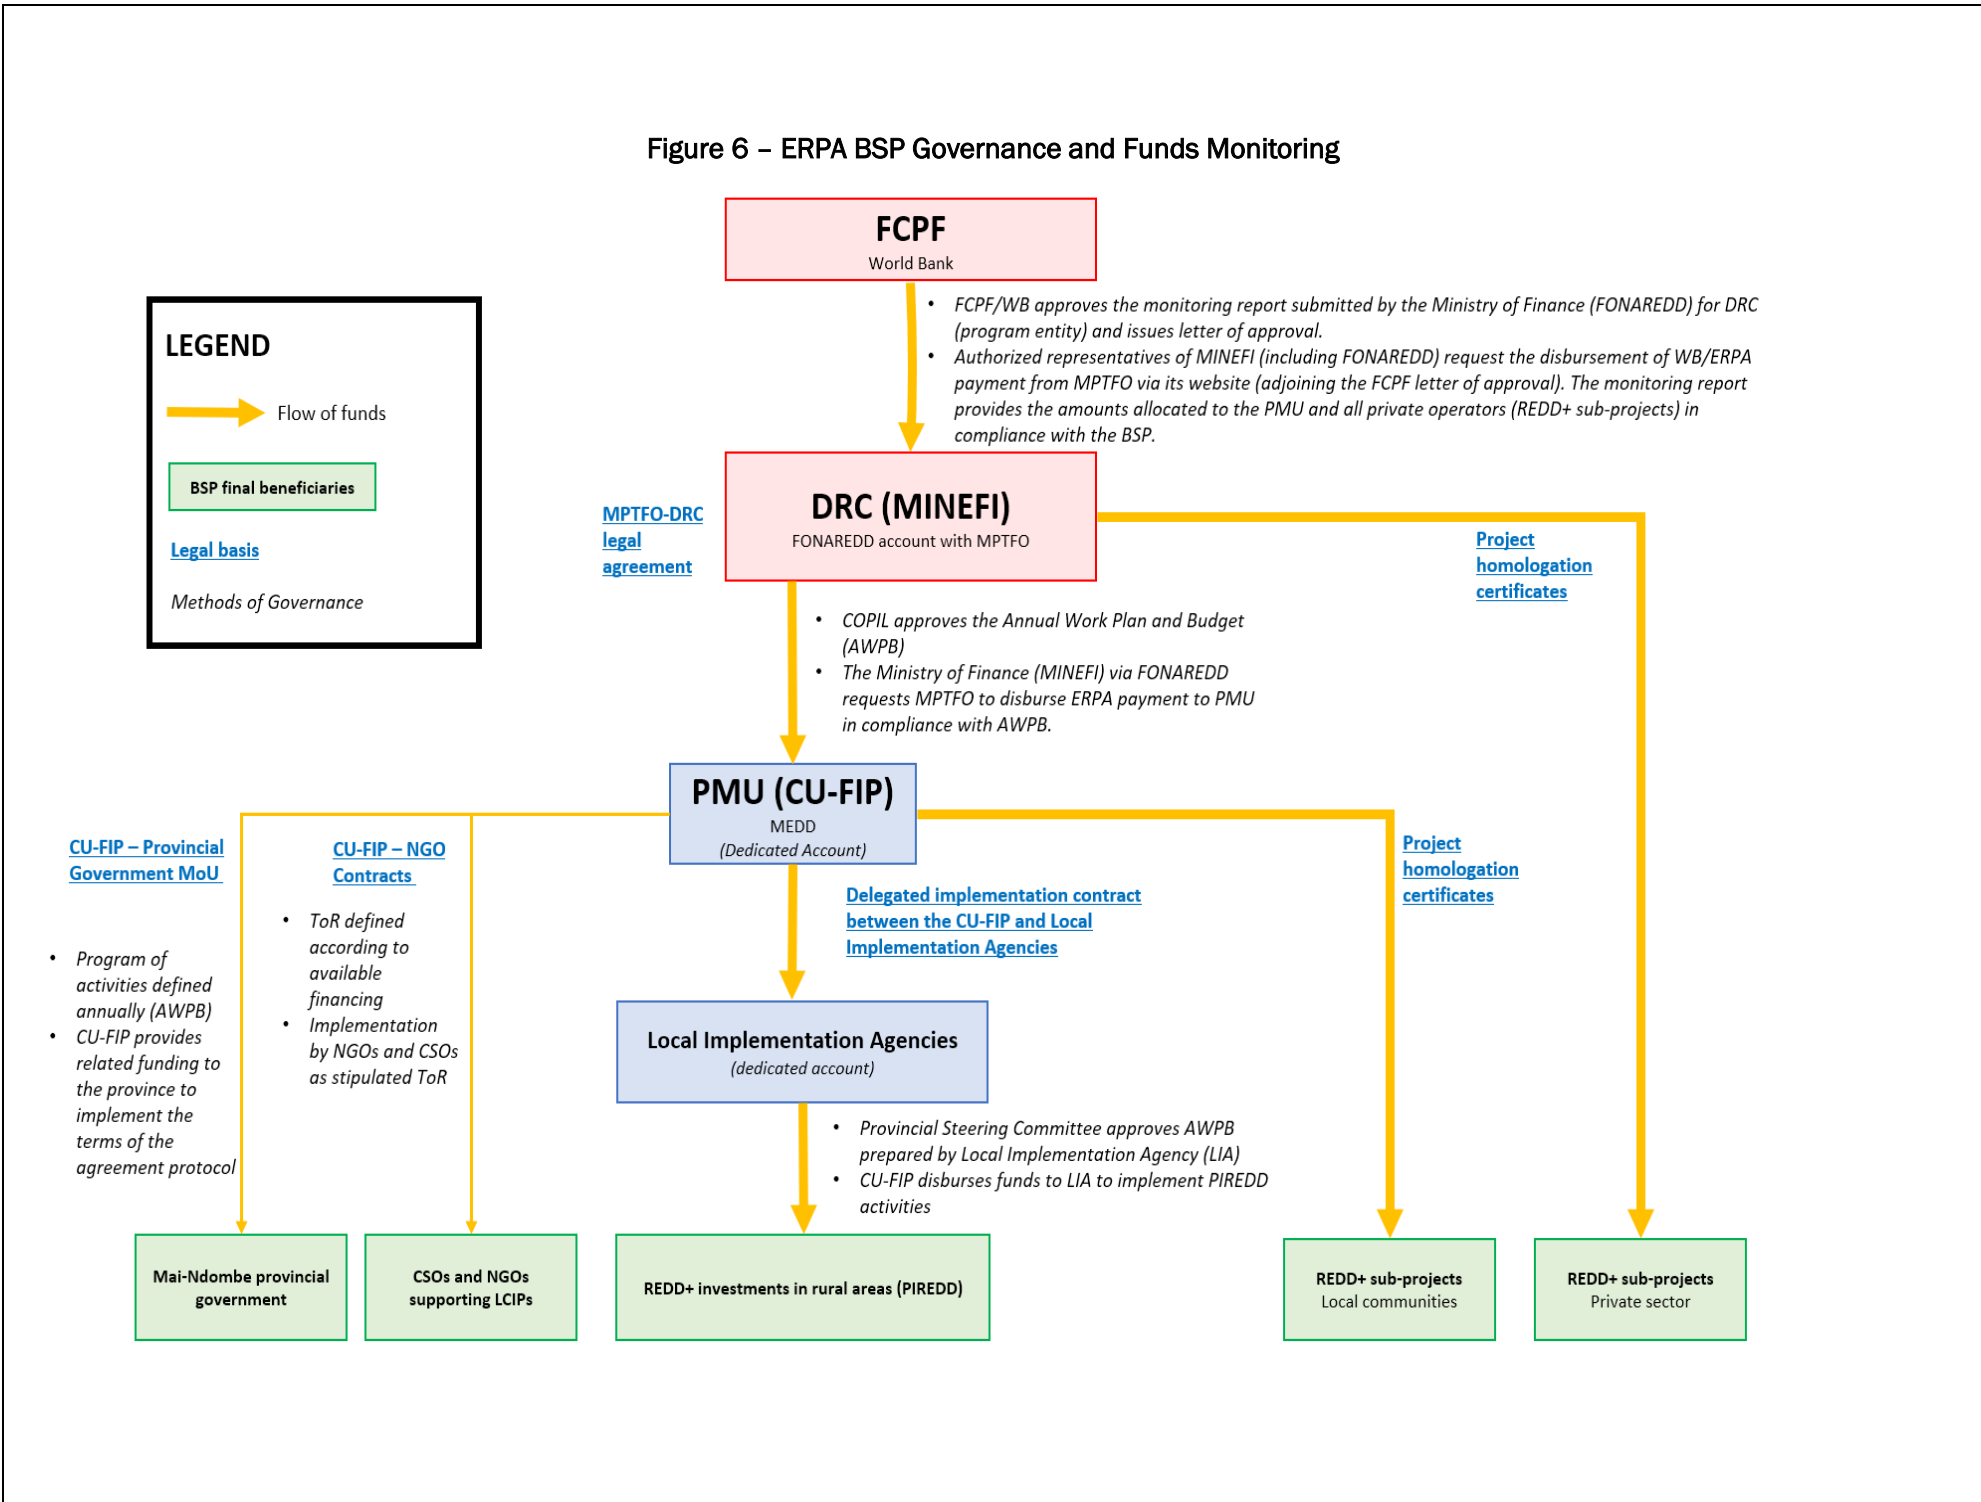 Figure 6 – ERPA BSP Governance and Funds Monitoring
FCPF
World Bank
• FCPF/WB approves the monitoring report submitted by the Ministry of Finance (FONAREDD) for DRC
(program entity) and issues letter of approval.
• Authorized representatives of MINEFI (including FONAREDD) request the disbursement of WB/ERPA
payment from MPTFO via its website (adjoining the FCPF letter of approval). The monitoring report
provides the amounts allocated to the PMU and all private operators (REDD+ sub-projects) in
compliance with the BSP.
LEGEND
Flow of funds
BSP final beneficiaries
Legal basis
Methods of Governance
MPTFO-DRC
legal
agreement
DRC (MINEFI)
FONAREDD account with MPTFO
Project
homologation
certificates
• COPIL approves the Annual Work Plan and Budget
(AWPB)
• The Ministry of Finance (MINEFI) via FONAREDD
requests MPTFO to disburse ERPA payment to PMU
in compliance with AWPB.
PMU (CU-FIP)
MEDD
(Dedicated Account)
CU-FIP – Provincial
Government MoU
• Program of
activities defined
annually (AWPB)
• CU-FIP provides
related funding to
the province to
implement the
terms of the
agreement protocol
CU-FIP – NGO
Contracts
• ToR defined
according to
available
financing
• Implementation
by NGOs and CSOs
as stipulated ToR
Delegated implementation contract
between the CU-FIP and Local
Implementation Agencies
Project
homologation
certificates
Local Implementation Agencies
(dedicated account)
• Provincial Steering Committee approves AWPB
prepared by Local Implementation Agency (LIA)
• CU-FIP disburses funds to LIA to implement PIREDD
activities
Mai-Ndombe provincial
government
CSOs and NGOs
supporting LCIPs
REDD+ investments in rural areas (PIREDD)
REDD+ sub-projects
Local communities
REDD+ sub-projects
Private sector